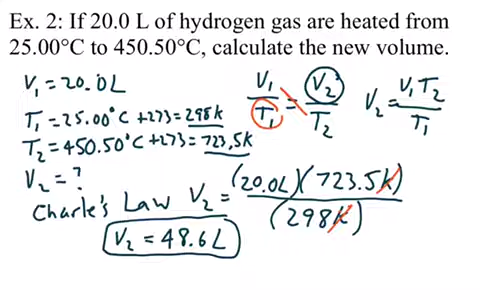 Ex. 2: If 20.0 L of hydrogen gas are heated from
25.00°C to 450.50°C, calculate the new volume.
V₁ = 20.0L
T₁ = 25.00°C +273 = 298K
T₂ = 450.50°C +273 = 723.5K
V₂ = ?
V₁/T₁ = V₂/T₂
V₂ = V₁T₂/T₁
Charle's Law V₂ = (20.0L)(723.5K)/(298K)
V₂ = 48.6L